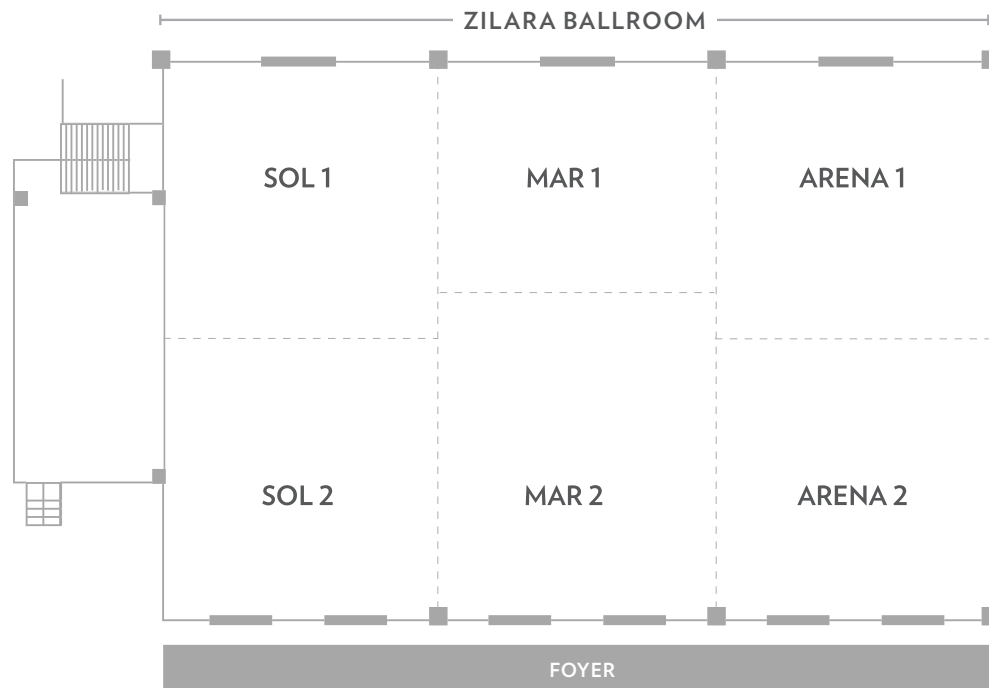 ZILARA BALLROOM
SOL 1
MAR 1
ARENA 1
SOL 2
MAR 2
ARENA 2
FOYER